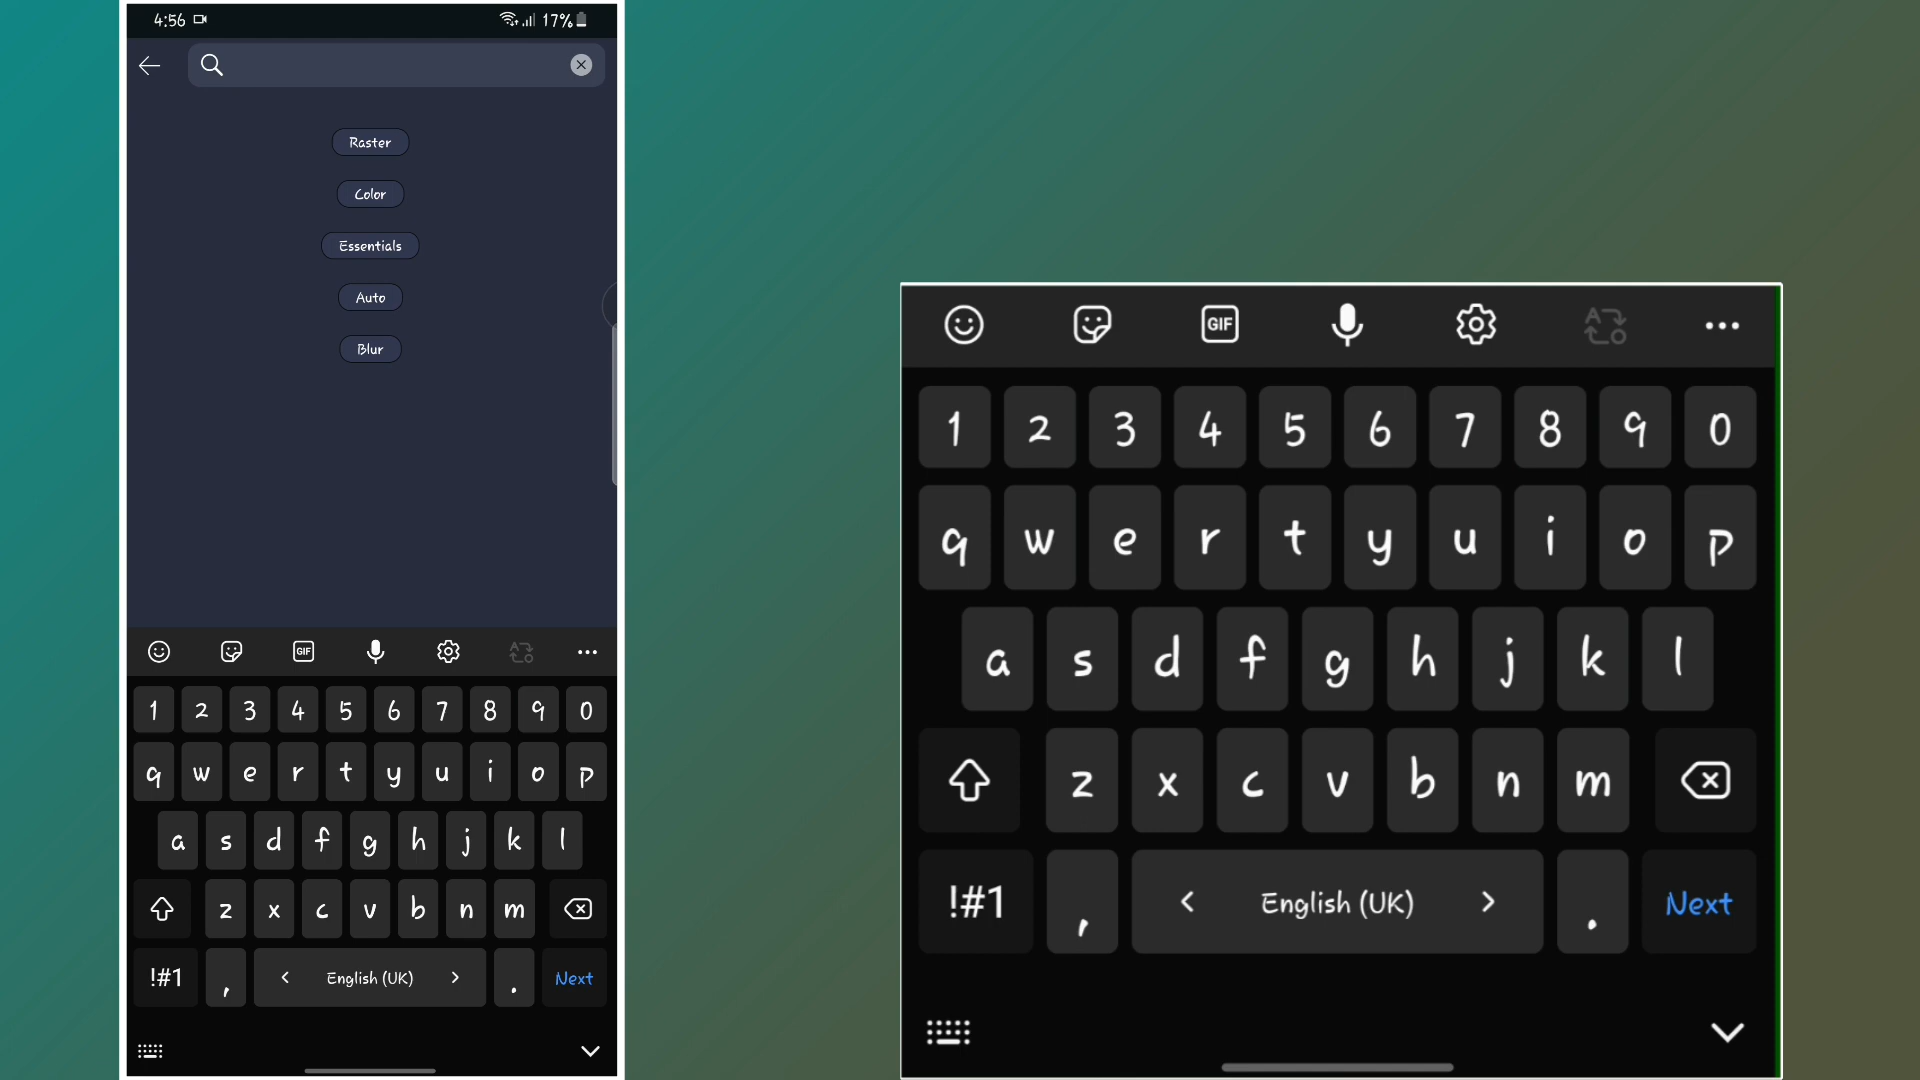 4:56 17%
Raster
Color
Essentials
Auto
Blur
GIF
1 2 3 4 5 6 7 8 9 0
q w e r t y u i o p
a s d f g h j k l
z x c v b n m
!#1 , < English (UK) > . Next
GIF
1 2 3 4 5 6 7 8 9 0
q w e r t y u i o p
a s d f g h j k l
z x c v b n m
!#1 , < English (UK) > . Next